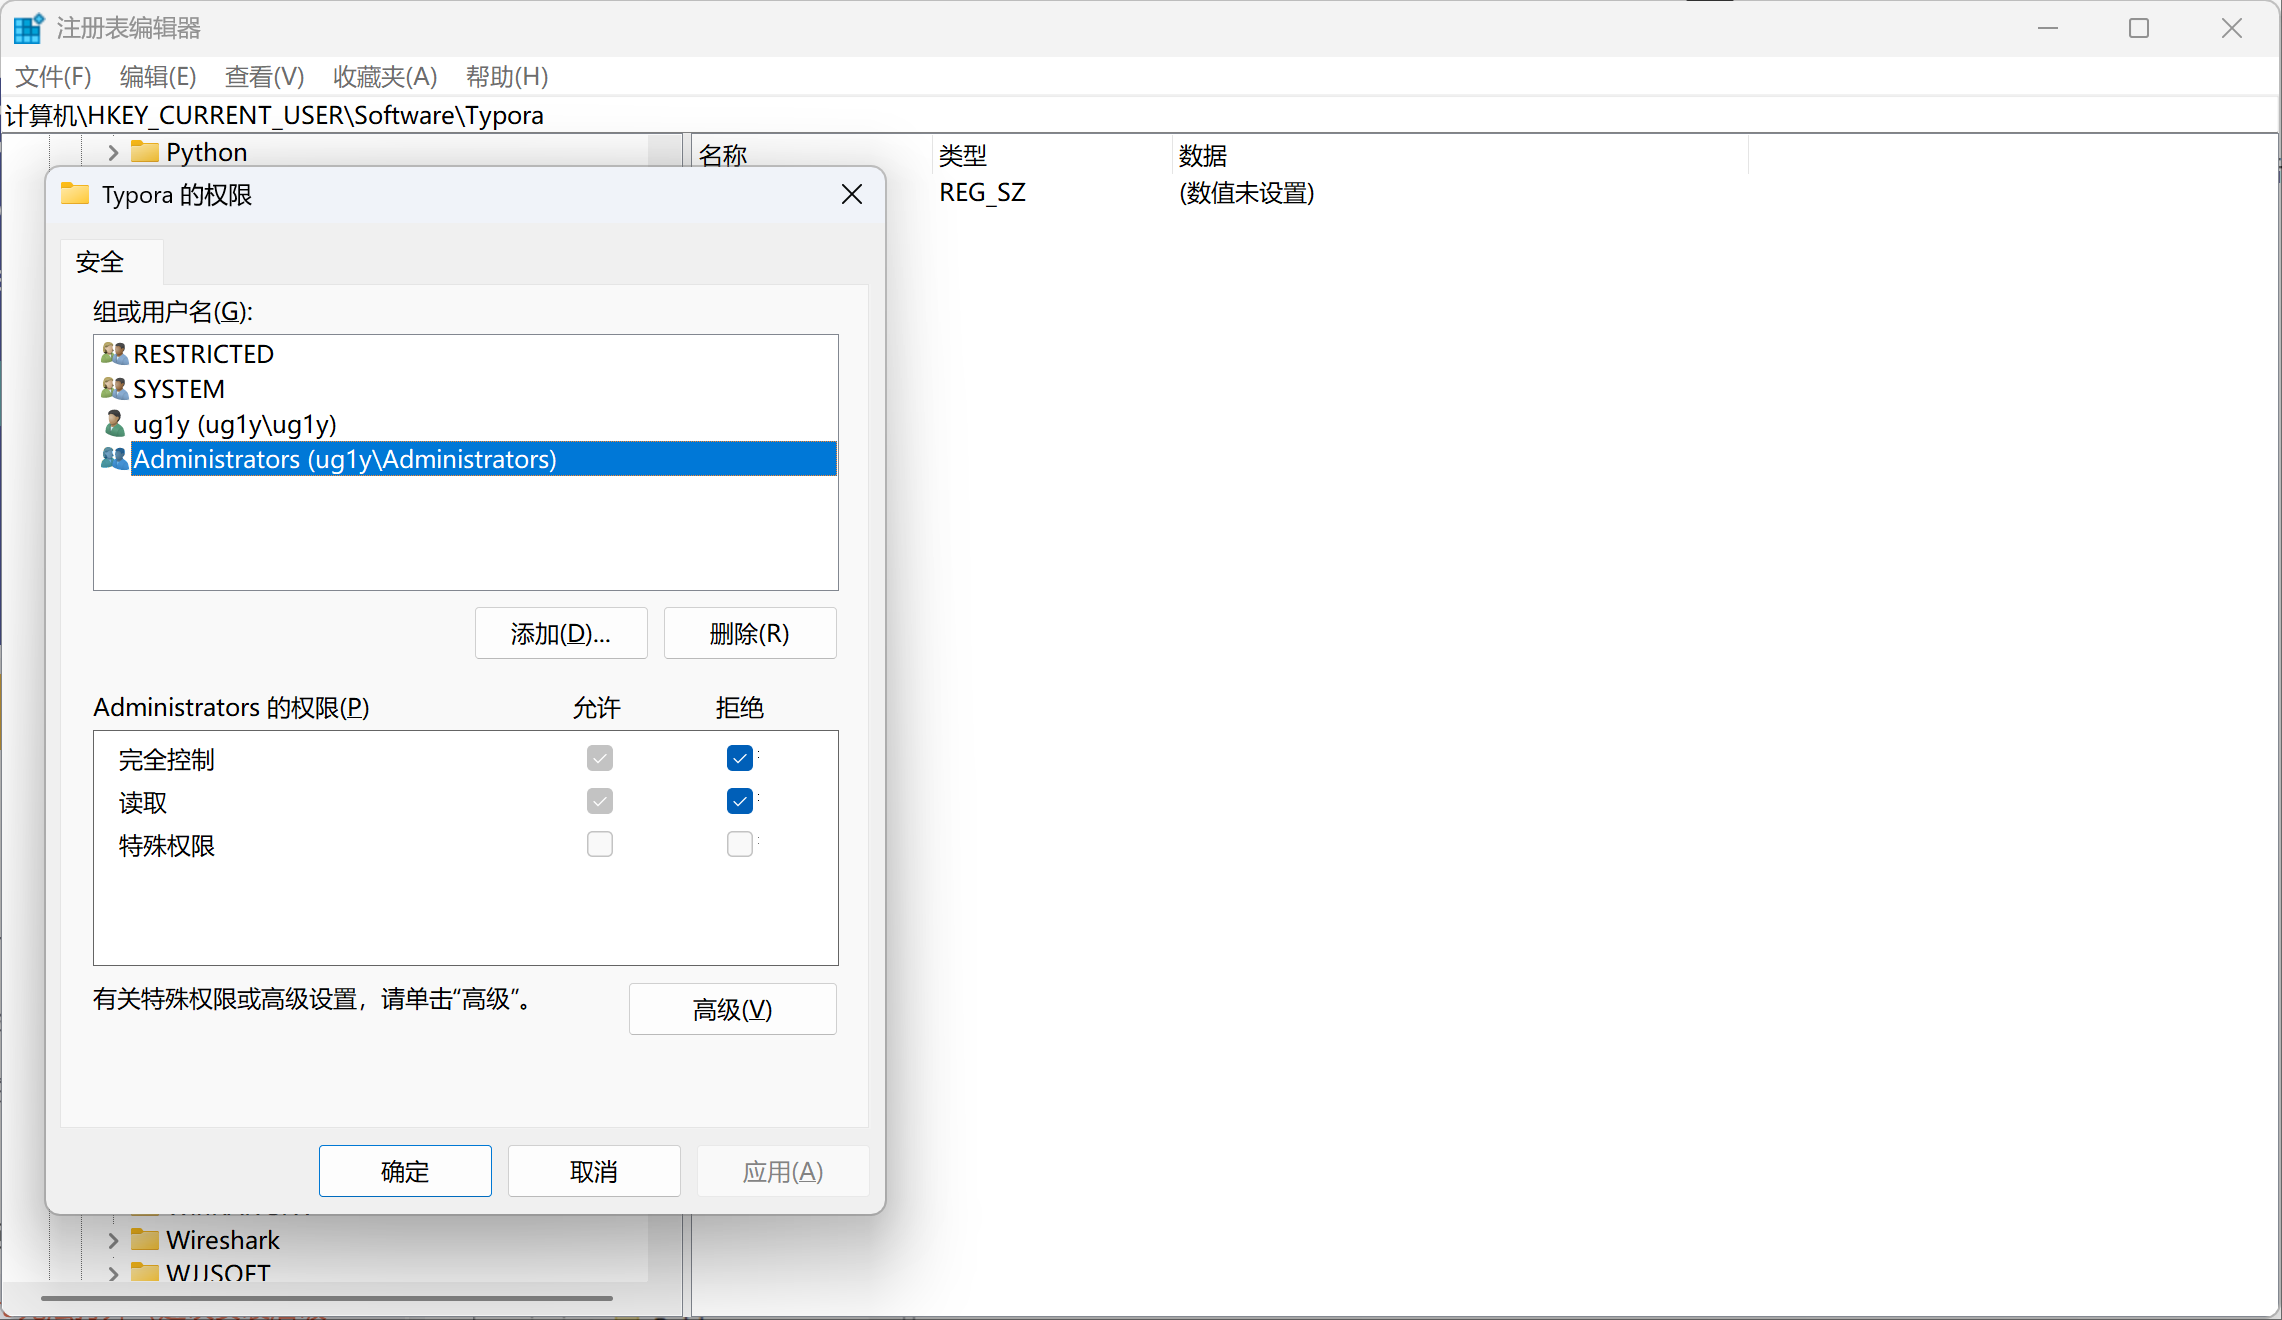 注册表编辑器
文件(F) 编辑(E) 查看(V) 收藏夹(A) 帮助(H)
计算机\HKEY_CURRENT_USER\Software\Typora
Python
名称 类型 数据
REG_SZ (数值未设置)
Typora 的权限
安全
组或用户名(G):
RESTRICTED
SYSTEM
ug1y (ug1y\ug1y)
Administrators (ug1y\Administrators)
添加(D)... 删除(R)
Administrators 的权限(P) 允许 拒绝
完全控制
读取
特殊权限
有关特殊权限或高级设置，请单击“高级”。
高级(V)
确定 取消 应用(A)
Wireshark
WJJSOFT